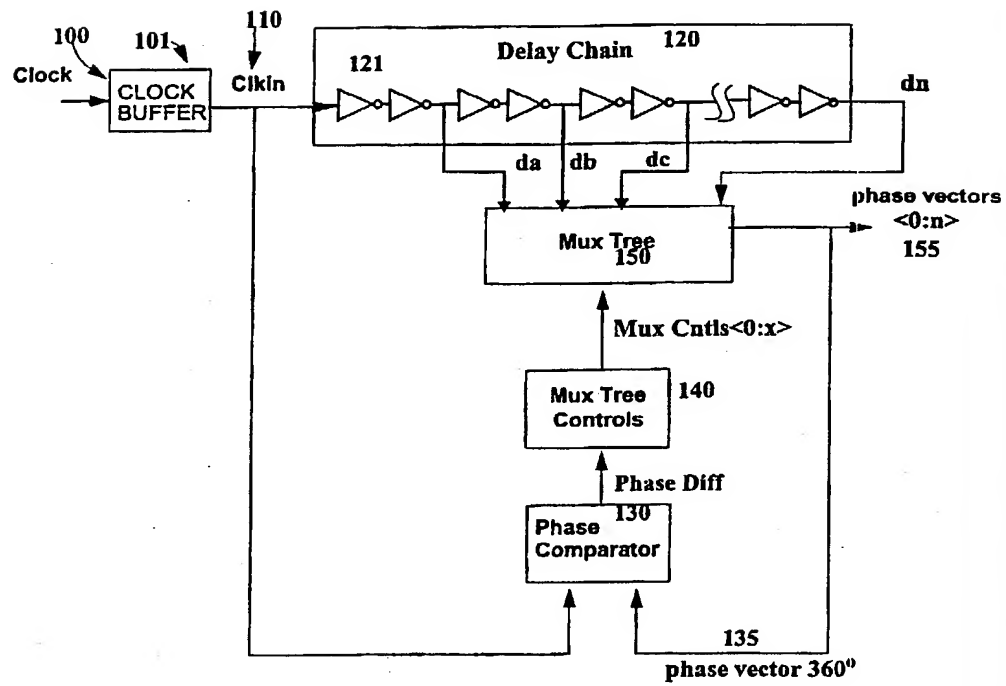 110
100
101
Delay Chain 120
121
Clock
CLOCK
BUFFER
Clkin
dn
da
db
dc
phase vectors
<0:n>
155
Mux Tree
150
Mux Cntls<0:x>
Mux Tree
Controls
140
Phase Diff
130
Phase
Comparator
135
phase vector 360⁰